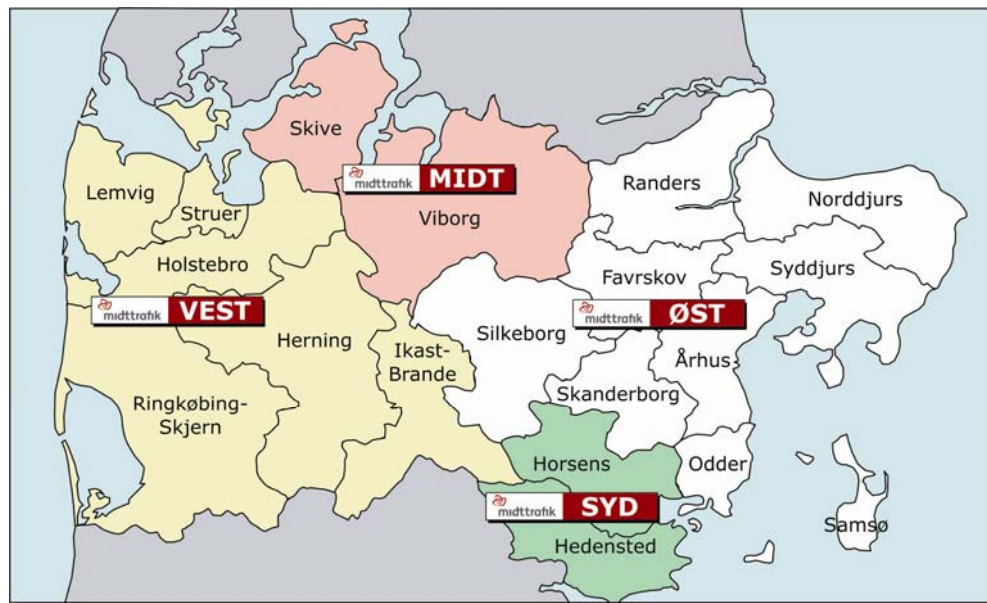 Skive
midttrafik MIDT
Lemvig
Struer
Viborg
Randers
Norddjurs
Holstebro
Favrskov
Syddjurs
midttrafik VEST
midttrafik ØST
Herning
Silkeborg
Ikast-
Brande
Århus
Ringkøbing-
Skjern
Skanderborg
Horsens
Odder
midttrafik SYD
Samsø
Hedensted